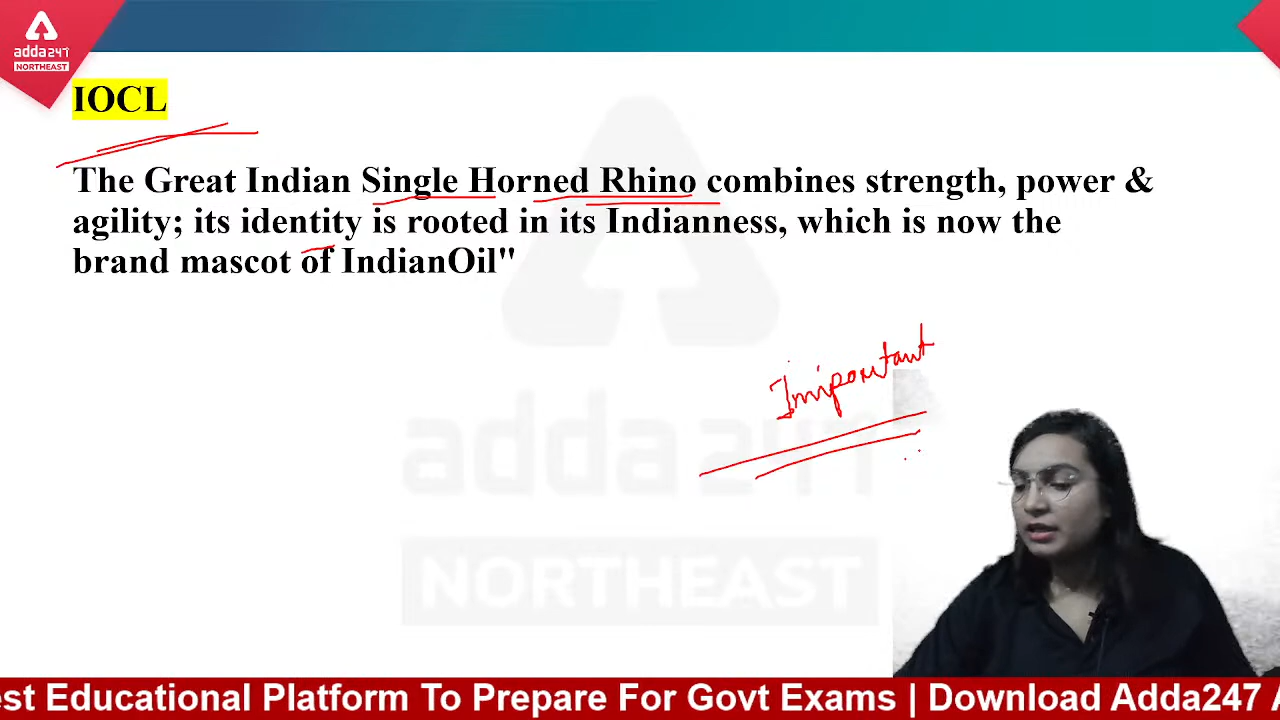 adda247
NORTHEAST
IOCL
The Great Indian Single Horned Rhino combines strength, power &
agility; its identity is rooted in its Indianness, which is now the
brand mascot of IndianOil"
Important
adda247
NORTHEAST
est Educational Platform To Prepare For Govt Exams | Download Adda247 A